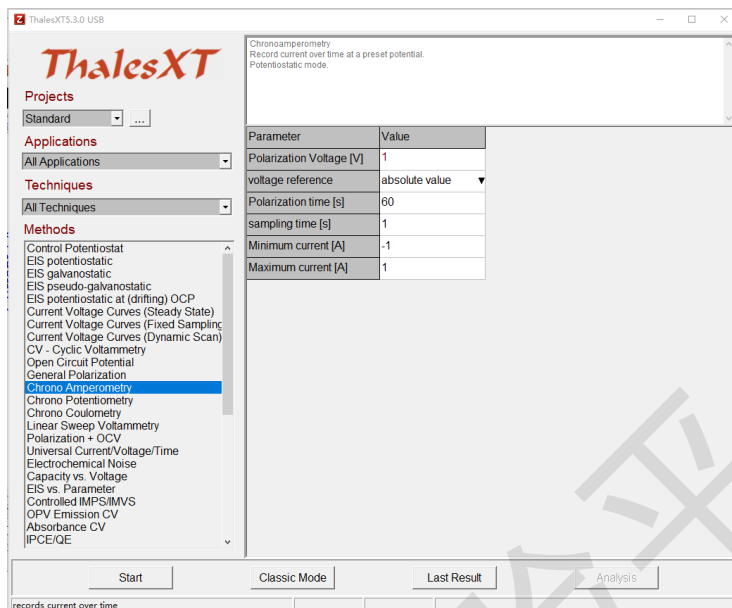 ThalesXT5.3.0 USB
ThalesXT
Projects
Standard
...
Applications
All Applications
Techniques
All Techniques
Methods
Control Potentiostat
EIS potentiostatic
EIS galvanostatic
EIS pseudo-galvanostatic
EIS potentiostatic at (drifting) OCP
Current Voltage Curves (Steady State)
Current Voltage Curves (Fixed Sampling
Current Voltage Curves (Dynamic Scan)
CV - Cyclic Voltammetry
Open Circuit Potential
General Polarization
Chrono Amperometry
Chrono Potentiometry
Chrono Coulometry
Linear Sweep Voltammetry
Polarization + OCV
Universal Current/Voltage/Time
Electrochemical Noise
Capacity vs. Voltage
EIS vs. Parameter
Controlled IMPS/IMVS
OPV Emission CV
Absorbance CV
IPCE/QE
Chronoamperometry
Record current over time at a preset potential.
Potentiostatic mode.
Parameter Value
Polarization Voltage [V] 1
voltage reference absolute value
Polarization time [s] 60
sampling time [s] 1
Minimum current [A] -1
Maximum current [A] 1
Start Classic Mode Last Result Analysis
records current over time